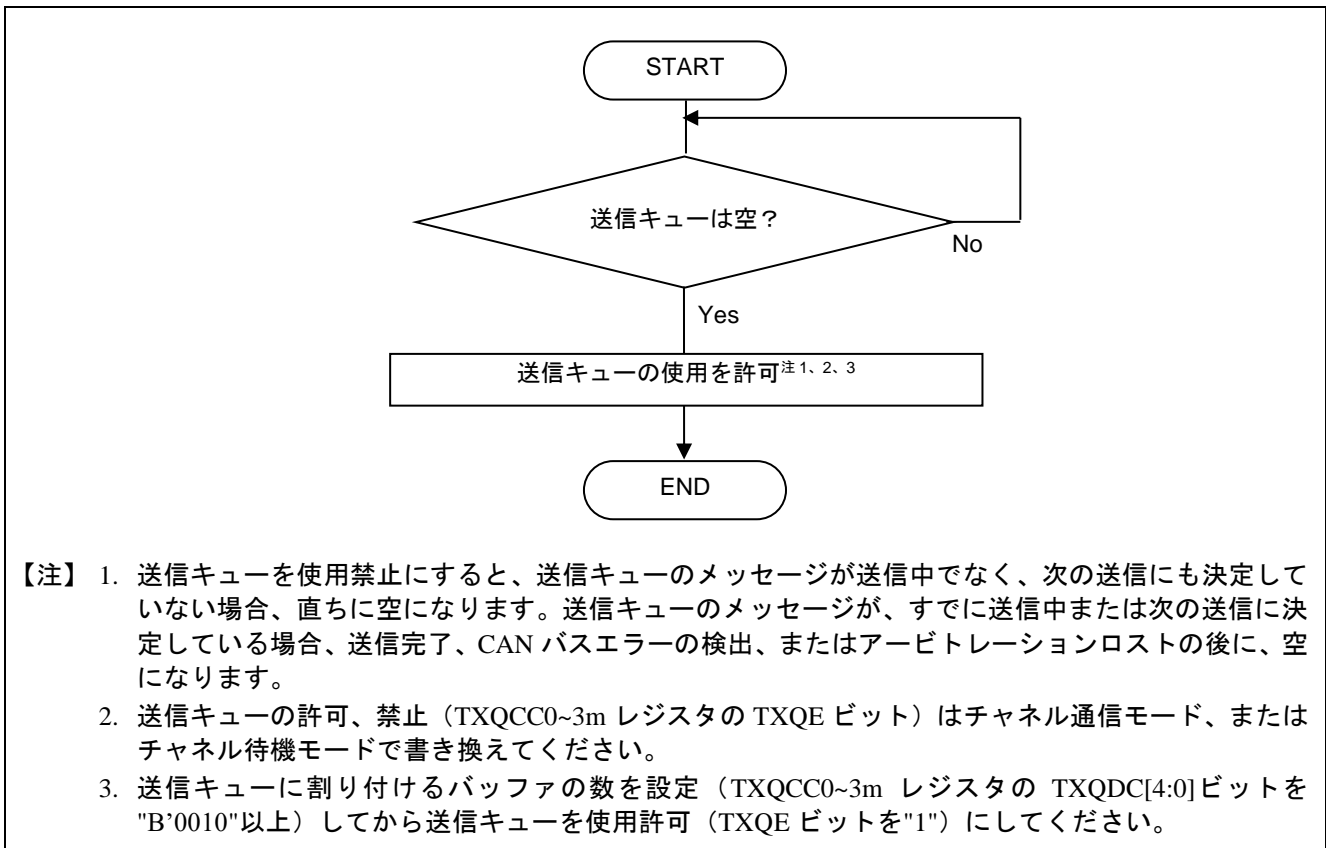 START
送信キューは空？
No
Yes
送信キューの使用を許可注1、2、3
END
【注】 1. 送信キューを使用禁止にすると、送信キューのメッセージが送信中でなく、次の送信にも決定して
いない場合、直ちに空になります。送信キューのメッセージが、すでに送信中または次の送信に決
定している場合、送信完了、CAN バスエラーの検出、またはアービトレーションロストの後に、空
になります。
2. 送信キューの許可、禁止（TXQCC0~3m レジスタの TXQE ビット）はチャネル通信モード、または
チャネル待機モードで書き換えてください。
3. 送信キューに割り付けるバッファの数を設定（TXQCC0~3m レジスタの TXQDC[4:0]ビットを
"B'0010"以上）してから送信キューを使用許可（TXQE ビットを"1"）にしてください。